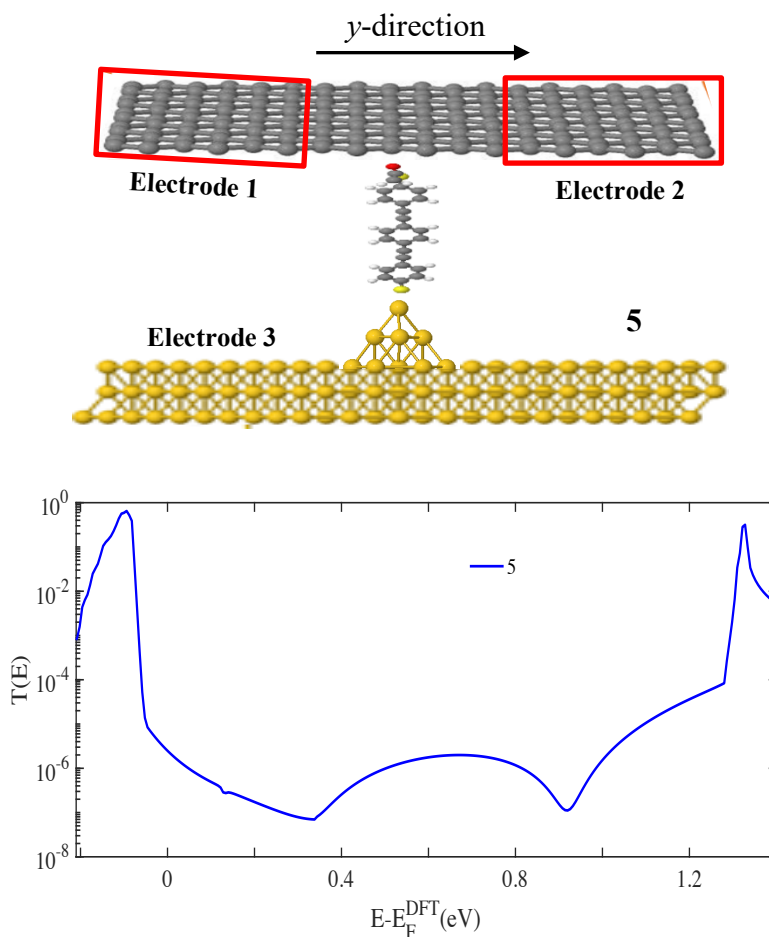 y-direction
Electrode 1
Electrode 2
Electrode 3
5
10^0
10^-2
10^-4
10^-6
10^-8
T(E)
5
0
0.4
0.8
1.2
E-E_F^DFT(eV)